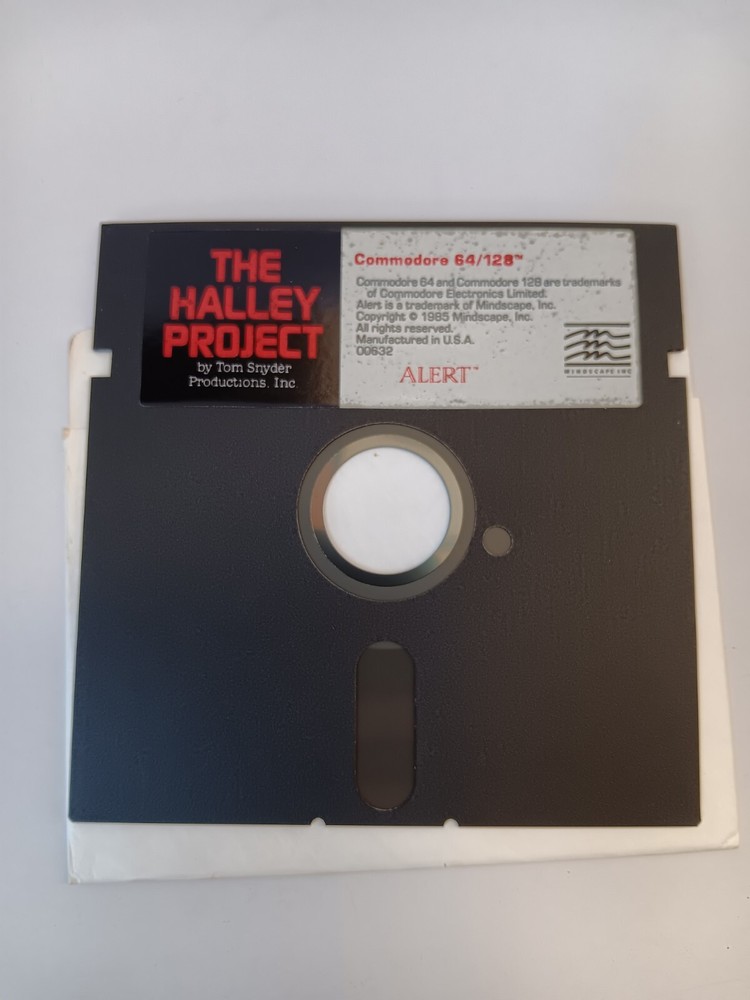 THE
HALLEY
PROJECT
by Tom Snyder
Productions, Inc.
Commodore 64/128™
Commodore 64 and Commodore 128 are trademarks
of Commodore Electronics Limited.
Alert is a trademark of Mindscape, Inc.
Copyright © 1985 Mindscape, Inc.
All rights reserved.
Manufactured in U.S.A.
00632
ALERT™
MINDSCAPE INC